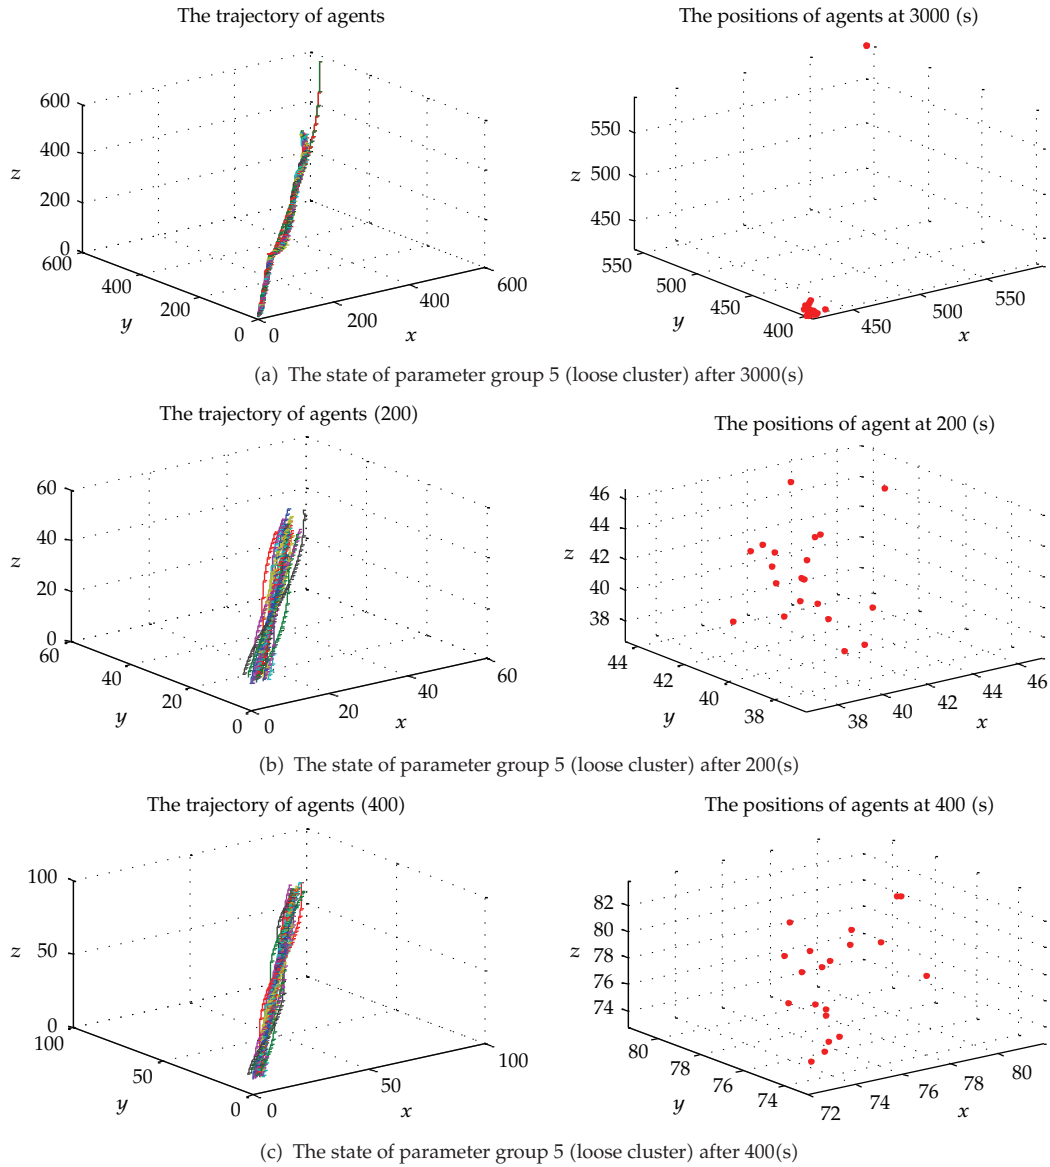 The trajectory of agents
600
400
200
0
z
600
400
200
0
y
0
200
400
600
x
The positions of agents at 3000 (s)
550
500
450
z
550
500
450
400
y
450
500
550
x
(a) The state of parameter group 5 (loose cluster) after 3000(s)
The trajectory of agents (200)
60
40
20
0
z
60
40
20
0
y
0
20
40
60
x
The positions of agent at 200 (s)
46
44
42
40
38
z
44
42
40
38
y
38
40
42
44
46
x
(b) The state of parameter group 5 (loose cluster) after 200(s)
The trajectory of agents (400)
100
50
0
z
100
50
0
y
0
50
100
x
The positions of agents at 400 (s)
82
80
78
76
74
z
80
78
76
74
y
72
74
76
78
80
x
(c) The state of parameter group 5 (loose cluster) after 400(s)